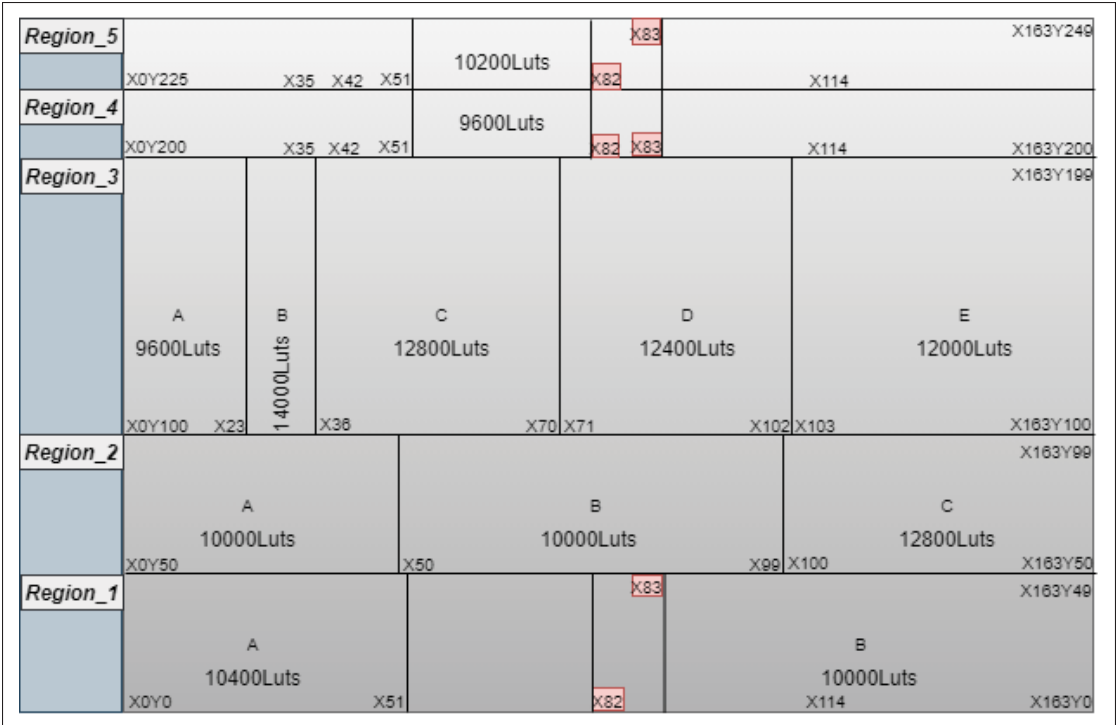 Region_5
X83
X163Y249
10200Luts
X0Y225 X35 X42 X51 X82 X114
Region_4
9600Luts
X0Y200 X35 X42 X51 X82 X83 X114 X163Y200
Region_3
X163Y199
A B C D E
9600Luts 14000Luts 12800Luts 12400Luts 12000Luts
X0Y100 X23 X36 X70 X71 X102 X103 X163Y100
Region_2
X163Y99
A B C
10000Luts 10000Luts 12800Luts
X0Y50 X50 X99 X100 X163Y50
Region_1
X83
X163Y49
A B
10400Luts 10000Luts
X0Y0 X51 X82 X114 X163Y0